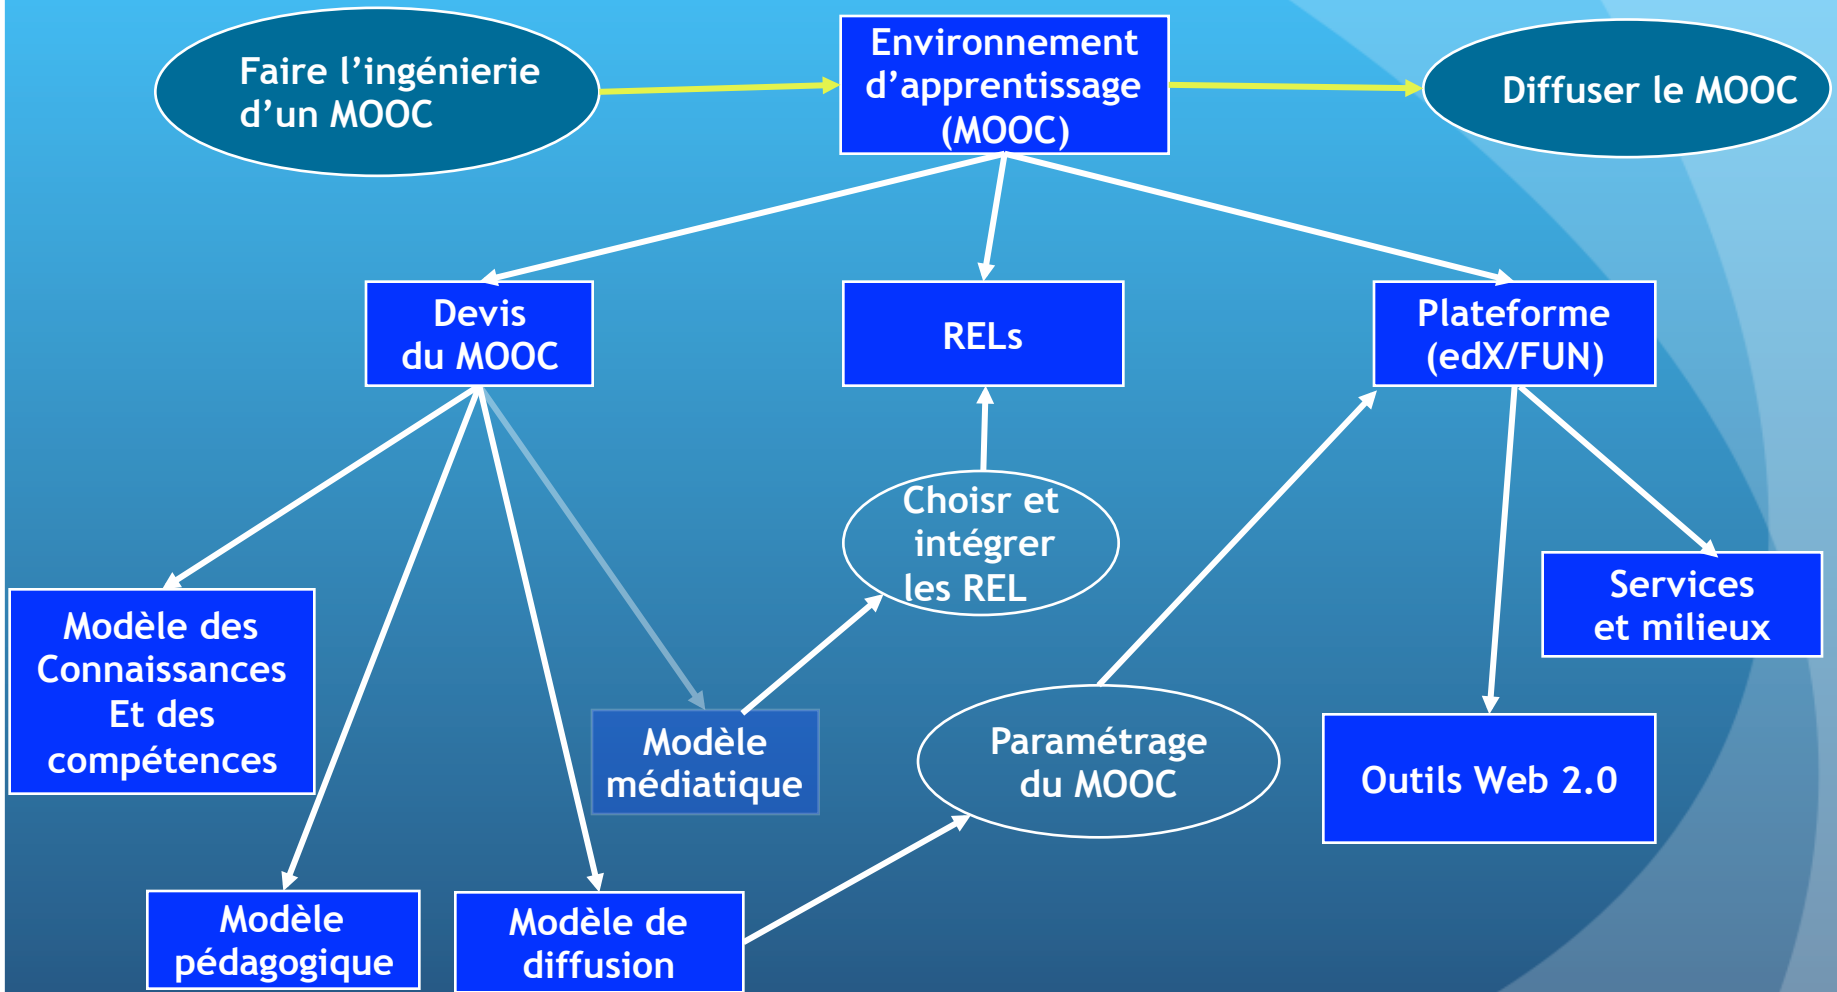 Faire l’ingénierie
d’un MOOC
Environnement
d’apprentissage
(MOOC)
Diffuser le MOOC
Devis
du MOOC
RELs
Plateforme
(edX/FUN)
Choisr et
intégrer
les REL
Services
et milieux
Modèle des
Connaissances
Et des
compétences
Modèle
médiatique
Paramétrage
du MOOC
Outils Web 2.0
Modèle
pédagogique
Modèle de
diffusion